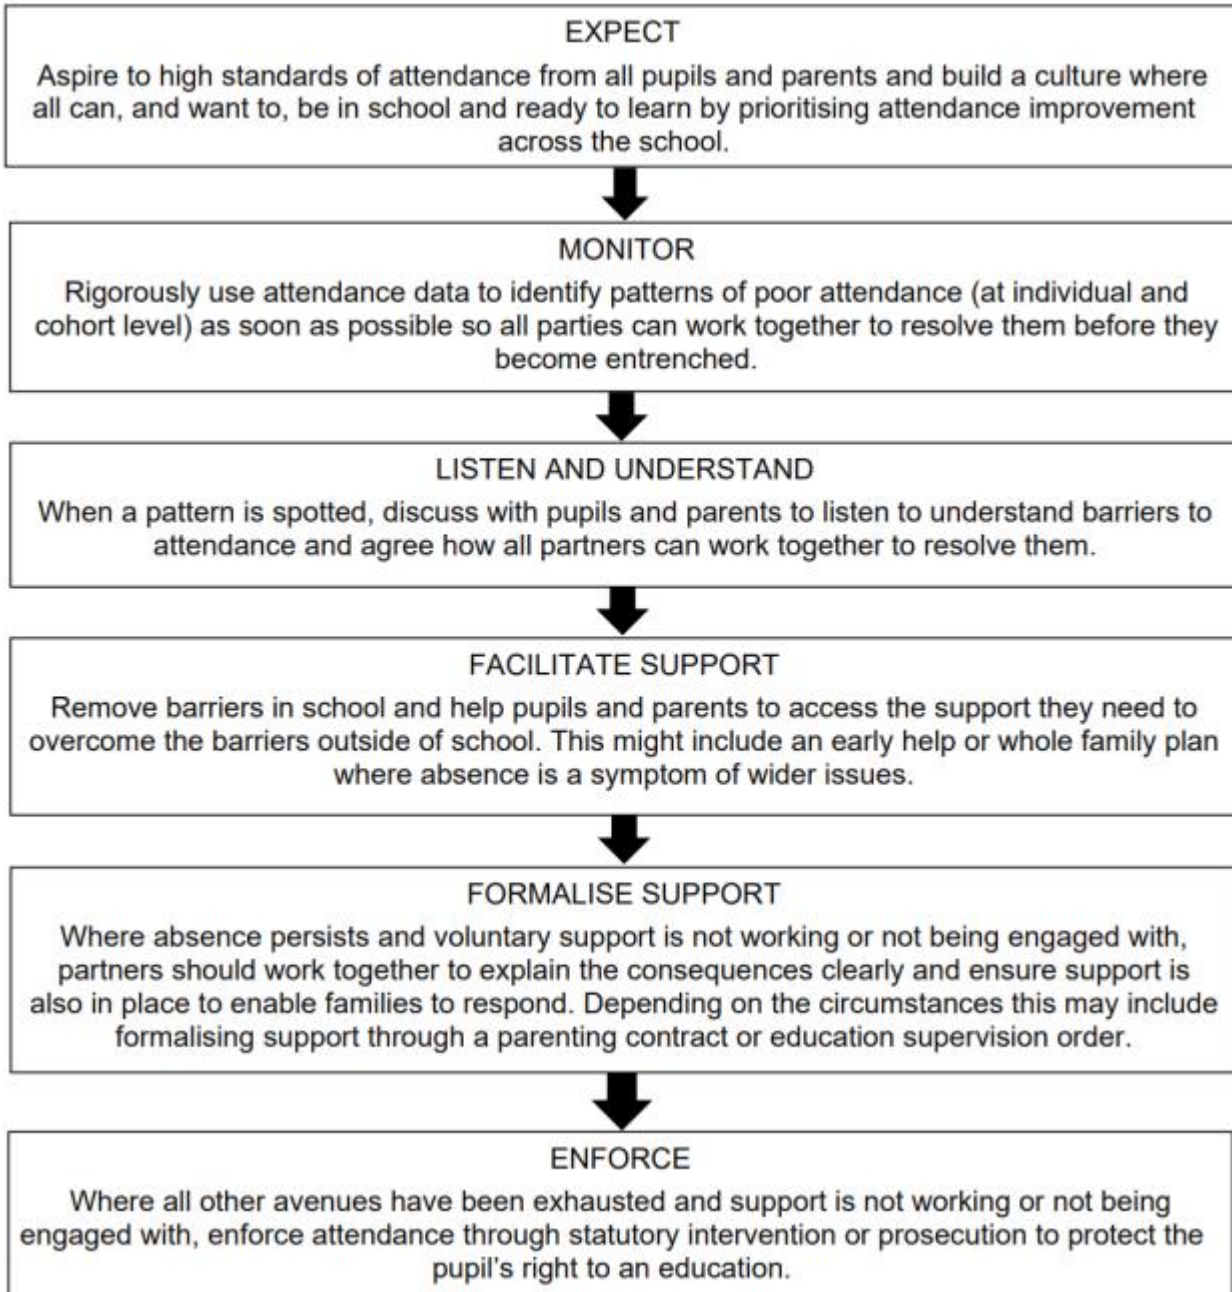 EXPECT
Aspire to high standards of attendance from all pupils and parents and build a culture where
all can, and want to, be in school and ready to learn by prioritising attendance improvement
across the school.
MONITOR
Rigorously use attendance data to identify patterns of poor attendance (at individual and
cohort level) as soon as possible so all parties can work together to resolve them before they
become entrenched.
LISTEN AND UNDERSTAND
When a pattern is spotted, discuss with pupils and parents to listen to understand barriers to
attendance and agree how all partners can work together to resolve them.
FACILITATE SUPPORT
Remove barriers in school and help pupils and parents to access the support they need to
overcome the barriers outside of school. This might include an early help or whole family plan
where absence is a symptom of wider issues.
FORMALISE SUPPORT
Where absence persists and voluntary support is not working or not being engaged with,
partners should work together to explain the consequences clearly and ensure support is
also in place to enable families to respond. Depending on the circumstances this may include
formalising support through a parenting contract or education supervision order.
ENFORCE
Where all other avenues have been exhausted and support is not working or not being
engaged with, enforce attendance through statutory intervention or prosecution to protect the
pupil's right to an education.